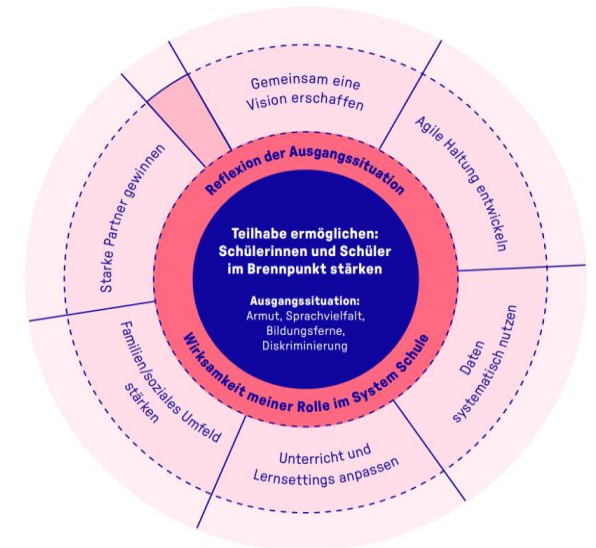 Gemeinsam eine
Vision erschaffen
Agile Haltung entwickeln
Daten
systematisch nutzen
Unterricht und
Lernsettings anpassen
Familien/soziales Umfeld
stärken
Starke Partner gewinnen
Reflexion der Ausgangssituation
Teilhabe ermöglichen:
Schülerinnen und Schüler
im Brennpunkt stärken
Ausgangssituation:
Armut, Sprachvielfalt,
Bildungsferne,
Diskriminierung
Wirksamkeit meiner Rolle im System Schule